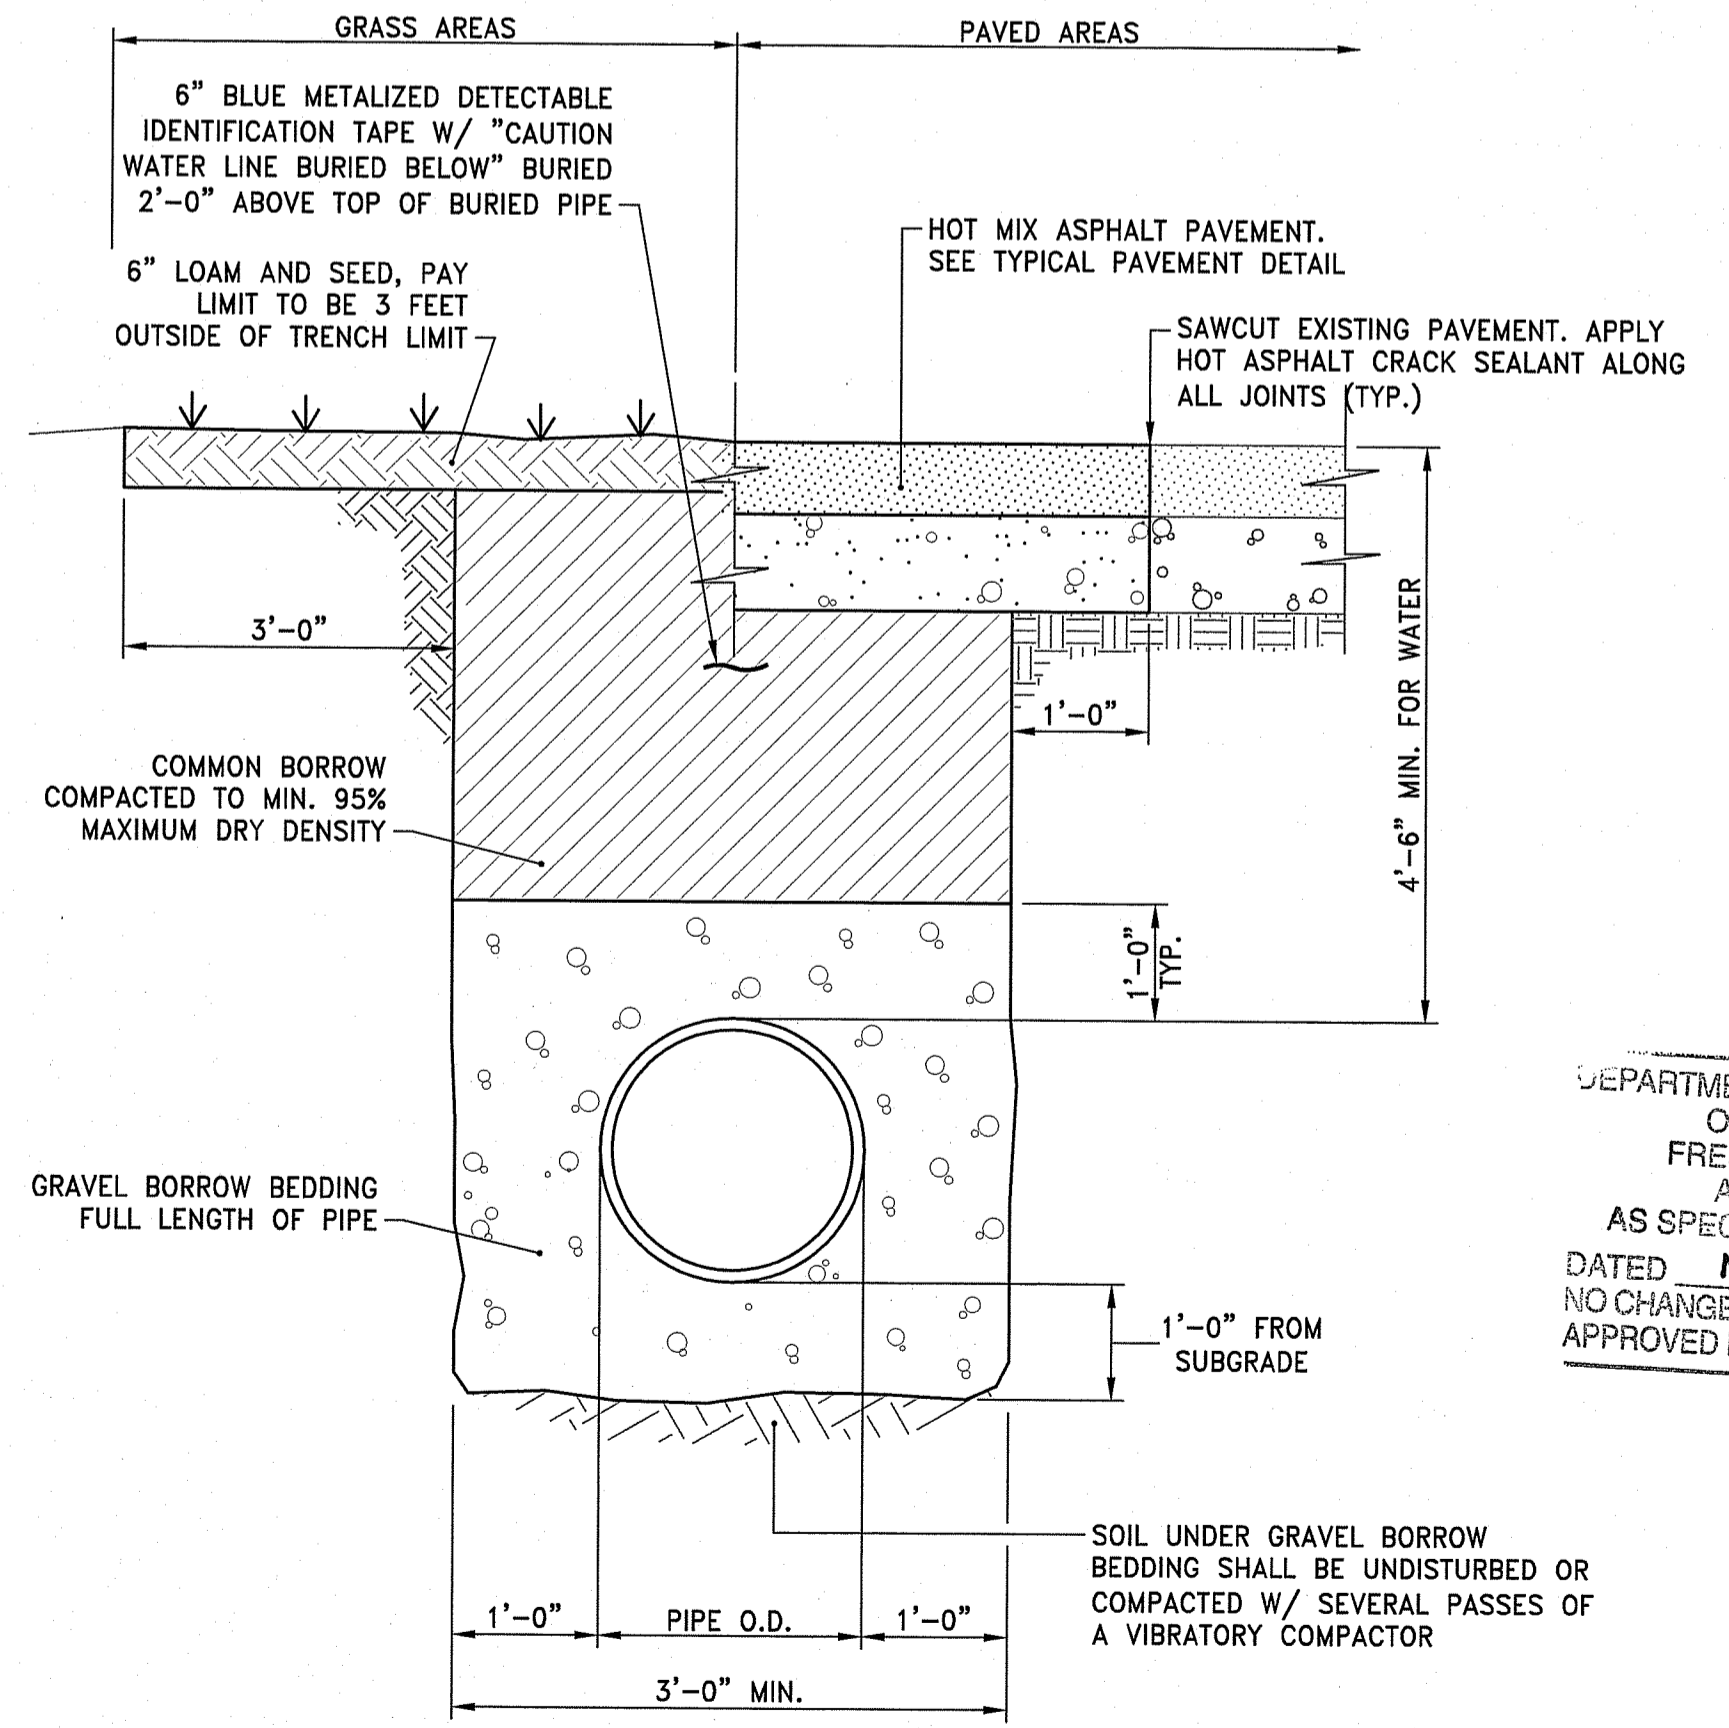 GRASS AREAS
PAVED AREAS
6" BLUE METALIZED DETECTABLE
IDENTIFICATION TAPE W/ "CAUTION
WATER LINE BURIED BELOW" BURIED
2'-0" ABOVE TOP OF BURIED PIPE
HOT MIX ASPHALT PAVEMENT.
SEE TYPICAL PAVEMENT DETAIL
6" LOAM AND SEED, PAY
LIMIT TO BE 3 FEET
OUTSIDE OF TRENCH LIMIT
SAWCUT EXISTING PAVEMENT. APPLY
HOT ASPHALT CRACK SEALANT ALONG
ALL JOINTS (TYP.)
3'-0"
1'-0"
4'-6" MIN. FOR WATER
COMMON BORROW
COMPACTED TO MIN. 95%
MAXIMUM DRY DENSITY
1'-0"
TYP.
GRAVEL BORROW BEDDING
FULL LENGTH OF PIPE
1'-0" FROM
SUBGRADE
SOIL UNDER GRAVEL BORROW
BEDDING SHALL BE UNDISTURBED OR
COMPACTED W/ SEVERAL PASSES OF
A VIBRATORY COMPACTOR
1'-0"
PIPE O.D.
1'-0"
3'-0" MIN.
AS
DATED
NO
APPROVED